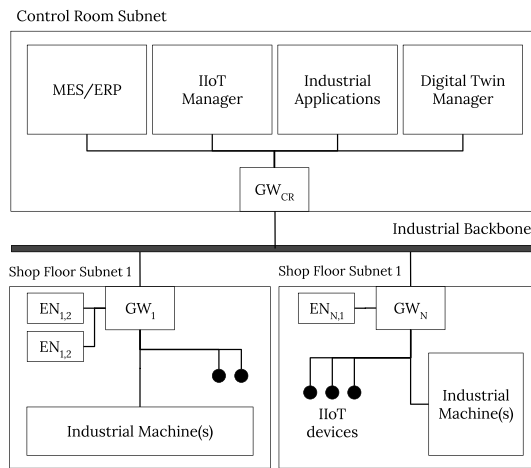 Control Room Subnet
MES/ERP
IIoT
Manager
Industrial
Applications
Digital Twin
Manager
GW_CR
Industrial Backbone
Shop Floor Subnet 1
Shop Floor Subnet 1
EN_1,2
GW_1
EN_1,2
EN_N,1
GW_N
IIoT
devices
Industrial
Machine(s)
Industrial Machine(s)